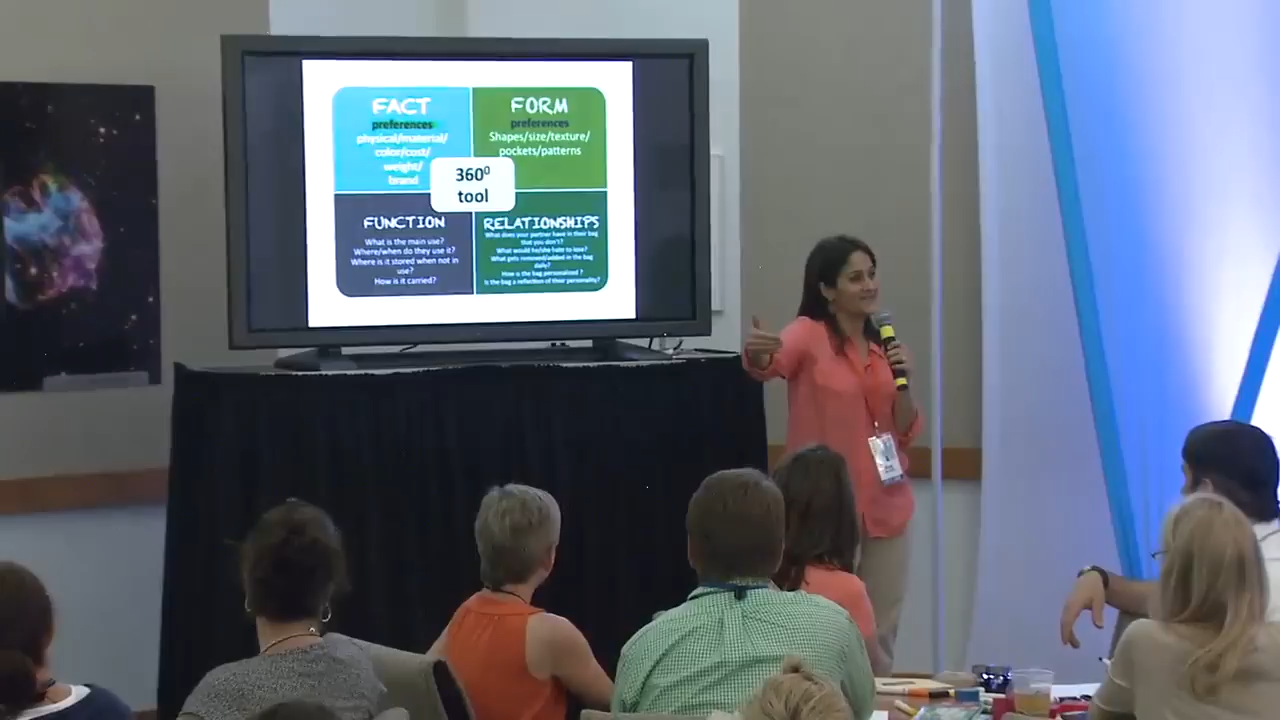 FACT
preferences
physical/material/
color/cost/
weight/
brand
FORM
preferences
Shapes/size/texture/
pockets/patterns
360⁰
tool
FUNCTION
What is the main use?
Where/when do they use it?
Where is it stored when not in
use?
How is it carried?
RELATIONSHIPS
What does your partner have in their bag
that you don't?
What would he/she hate to lose?
What gets removed/added in the bag
daily?
How is the bag personalized ?
Is the bag a reflection of their personality?